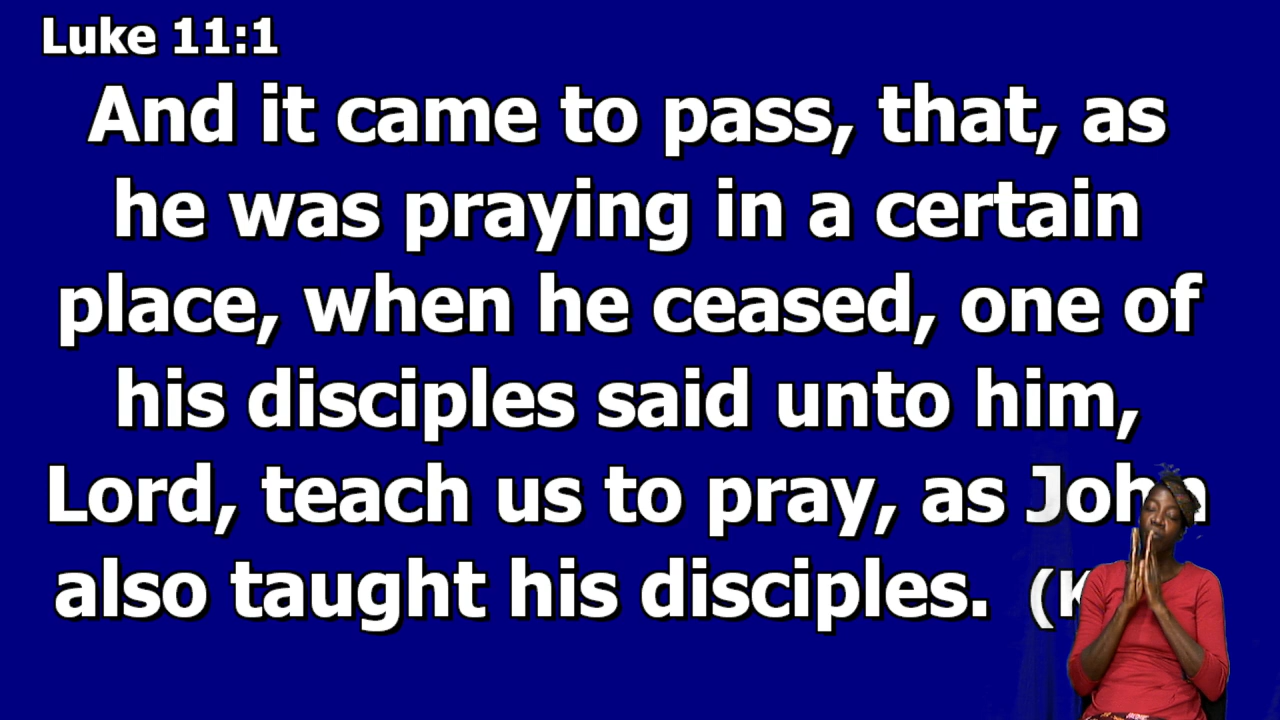 Luke 11:1
And it came to pass, that, as
he was praying in a certain
place, when he ceased, one of
his disciples said unto him,
Lord, teach us to pray, as John
also taught his disciples.